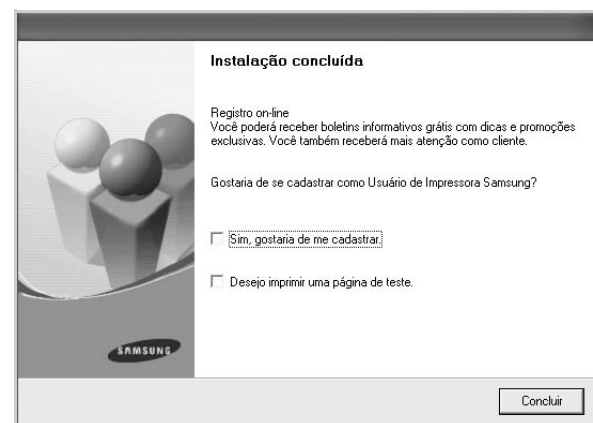 Instalação concluída
Registro on-line
Você poderá receber boletins informativos grátis com dicas e promoções
exclusivas. Você também receberá mais atenção como cliente.
Gostaria de se cadastrar como Usuário de Impressora Samsung?
Sim, gostaria de me cadastrar.
Desejo imprimir uma página de teste.
SAMSUNG
Concluir